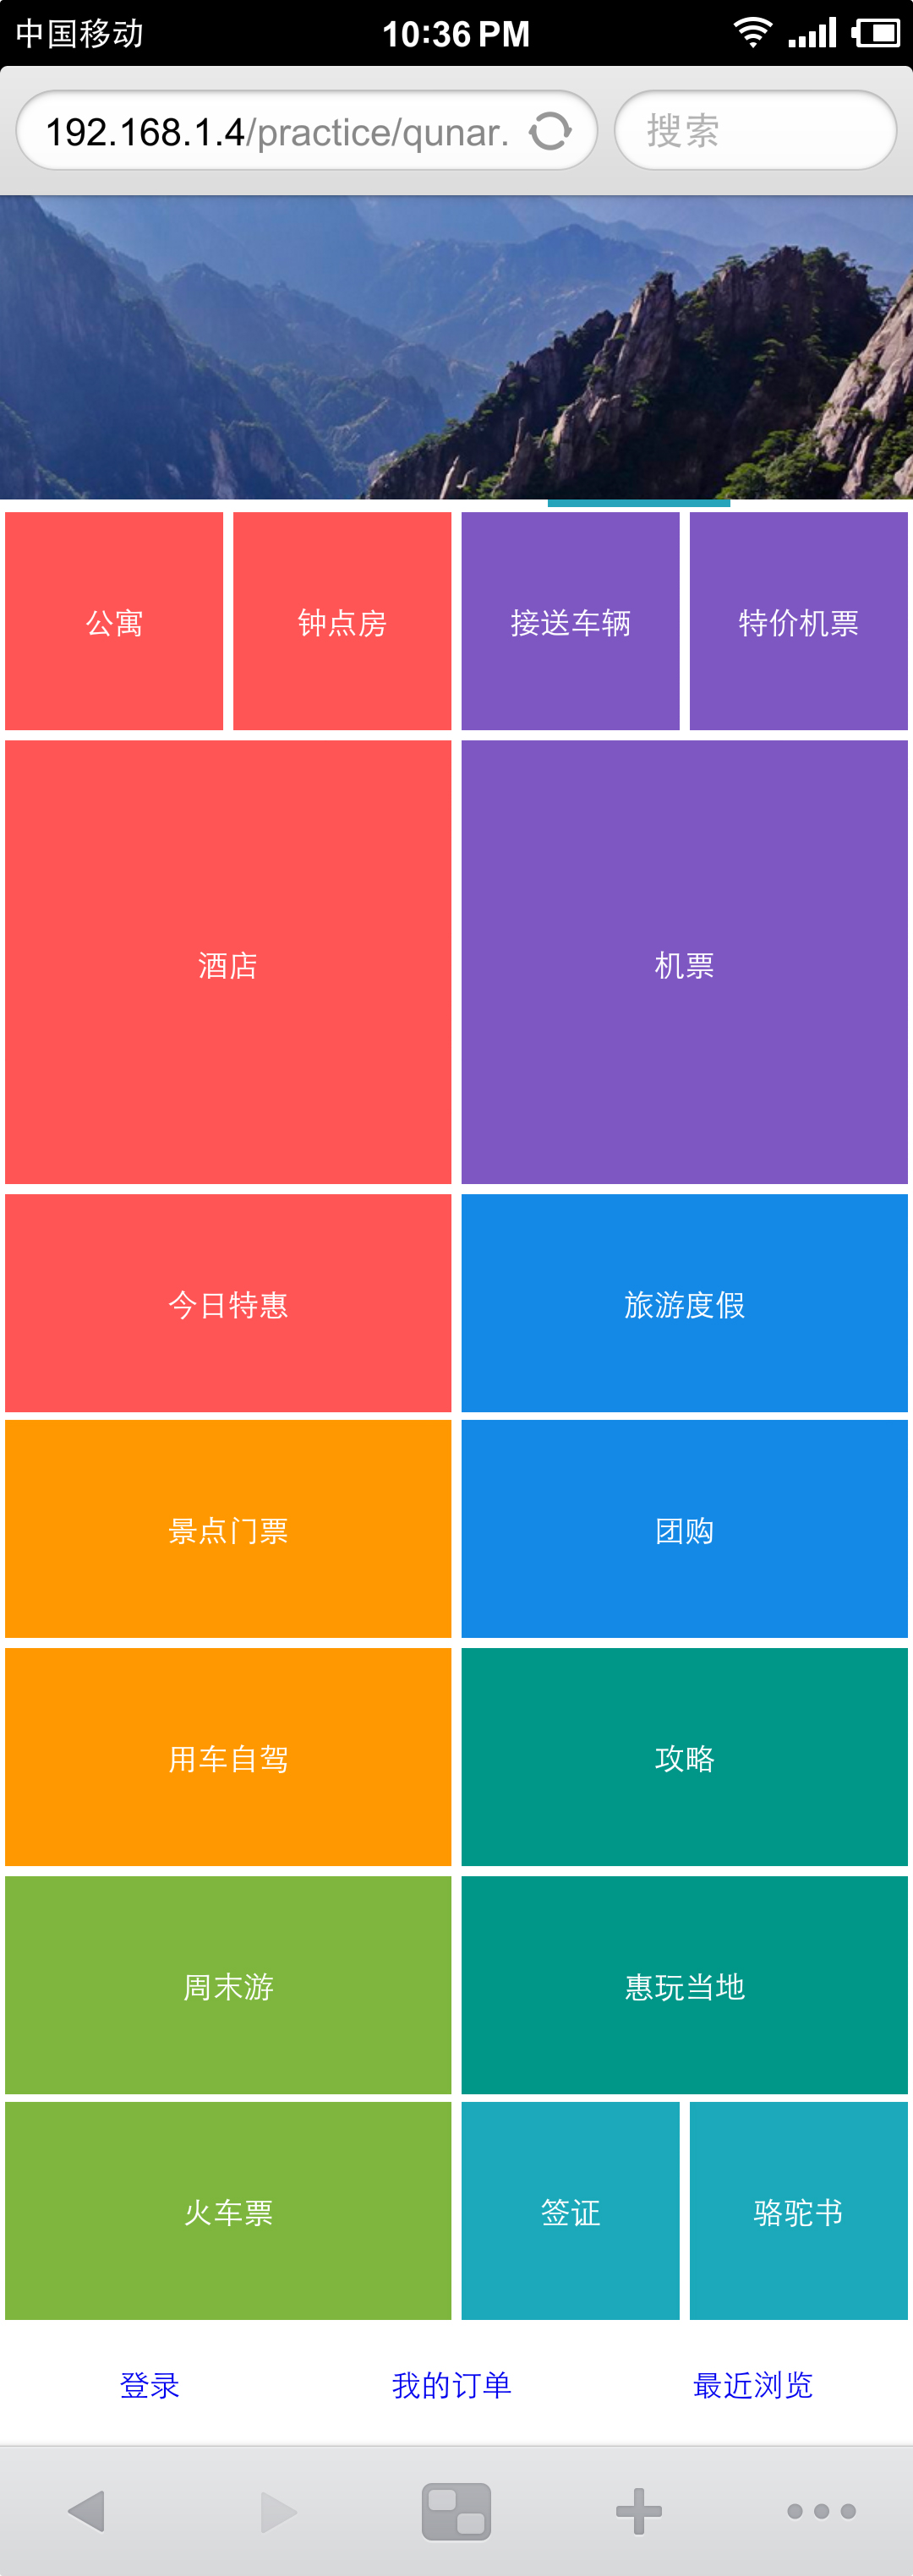 中国移动 10:36 PM
192.168.1.4/practice/qunar. 搜索
公寓 钟点房 接送车辆 特价机票
酒店 机票
今日特惠 旅游度假
景点门票 团购
用车自驾 攻略
周末游 惠玩当地
火车票 签证 骆驼书
登录 我的订单 最近浏览